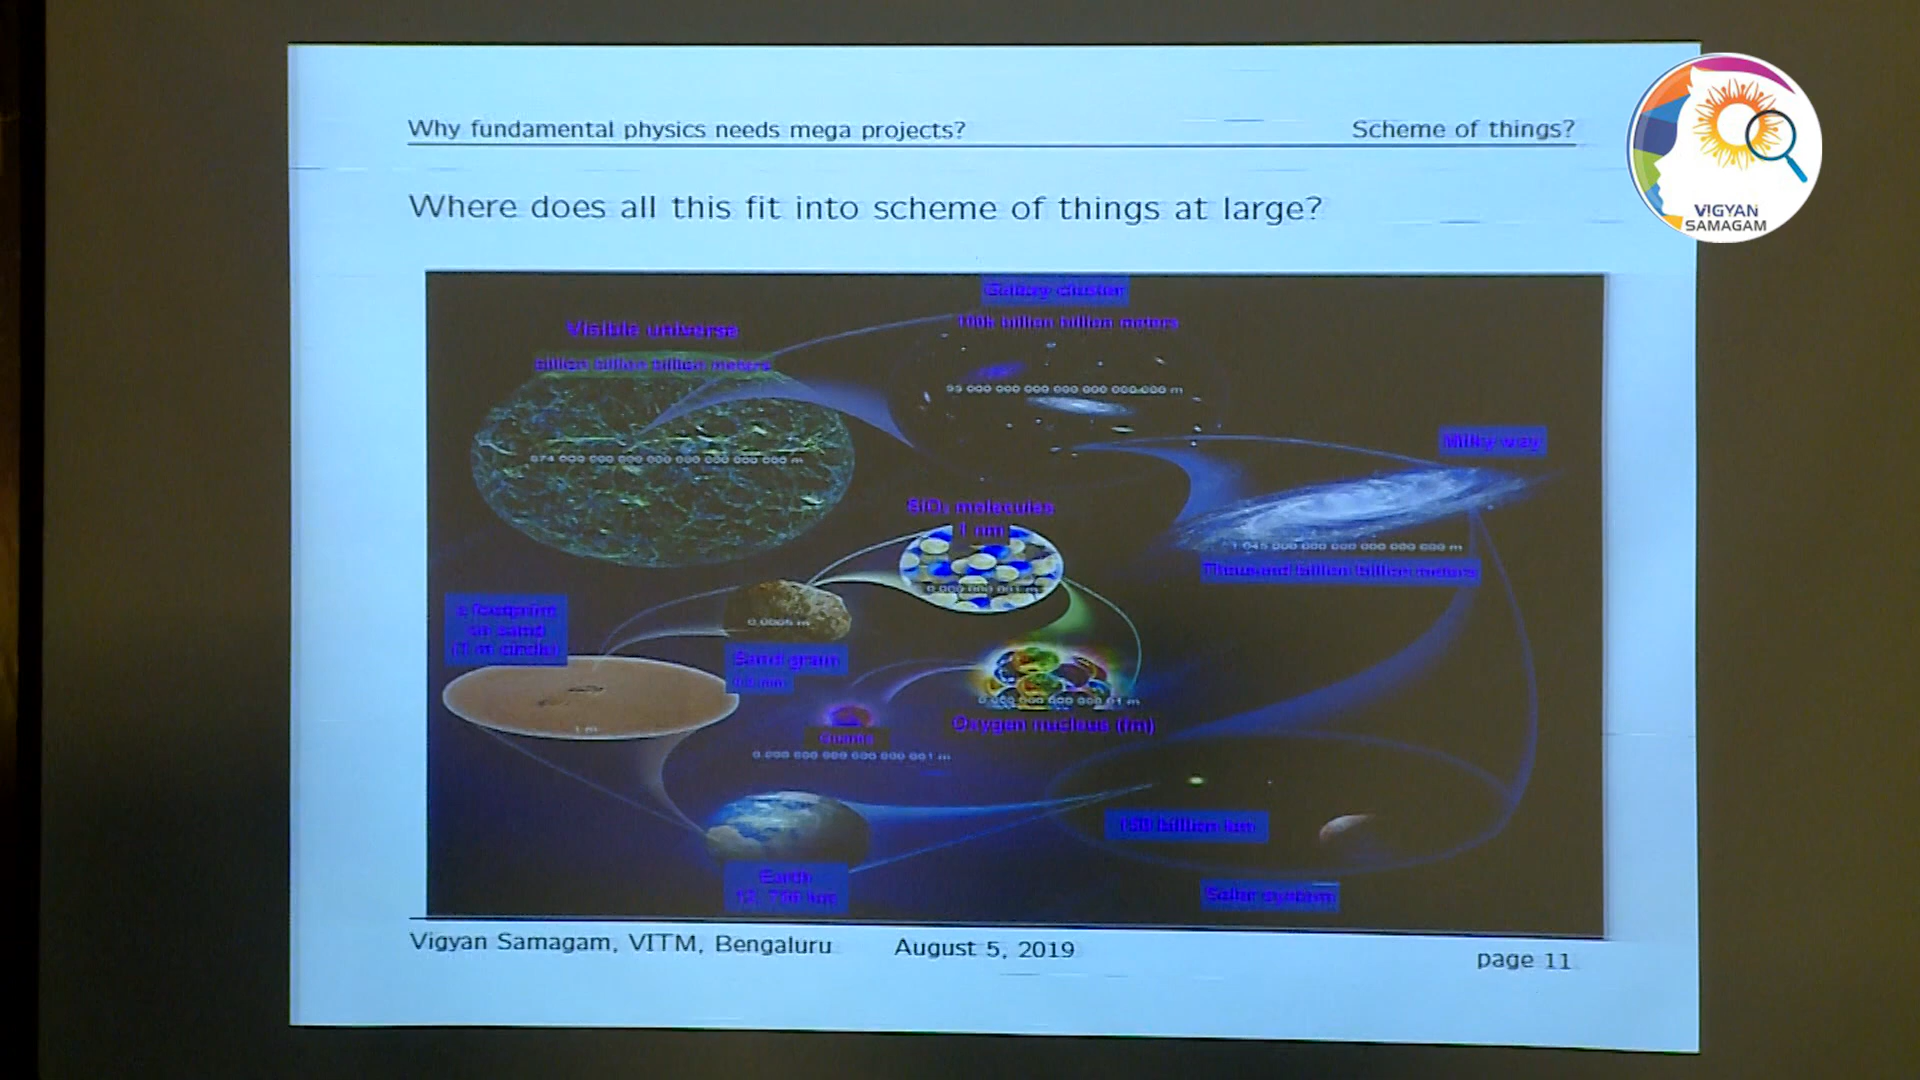 Why fundamental physics needs mega projects? Scheme of things?
VIGYAN
SAMAGAM
Where does all this fit into scheme of things at large?
Galaxy cluster
billion billion meters
Visible universe
billion billion billion meters
99 000 000 000 000 000 000 000 m
Milky way
874 000 000 000 000 000 000 000 000 m
SiO₂ molecules
1 nm
1 045 000 000 000 000 000 000 m
Thousand billion billion meters
0.000 000 001 m
a footprint
on sand
(1 m circle)
0.0005 m
Sand grain
0.000 000 000 000 01 m
Oxygen nucleus (fm)
1 m
Quarks
0.000 000 000 000 000 001 m
150 billion km
Earth
km
Solar system
Vigyan Samagam, VITM, Bengaluru August 5, 2019
page 11